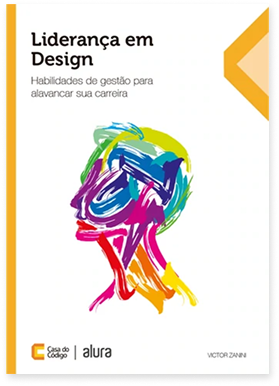 Liderança em
Design
Habilidades de gestão para
alavancar sua carreira
Casa do
Código
alura
VICTOR ZANINI